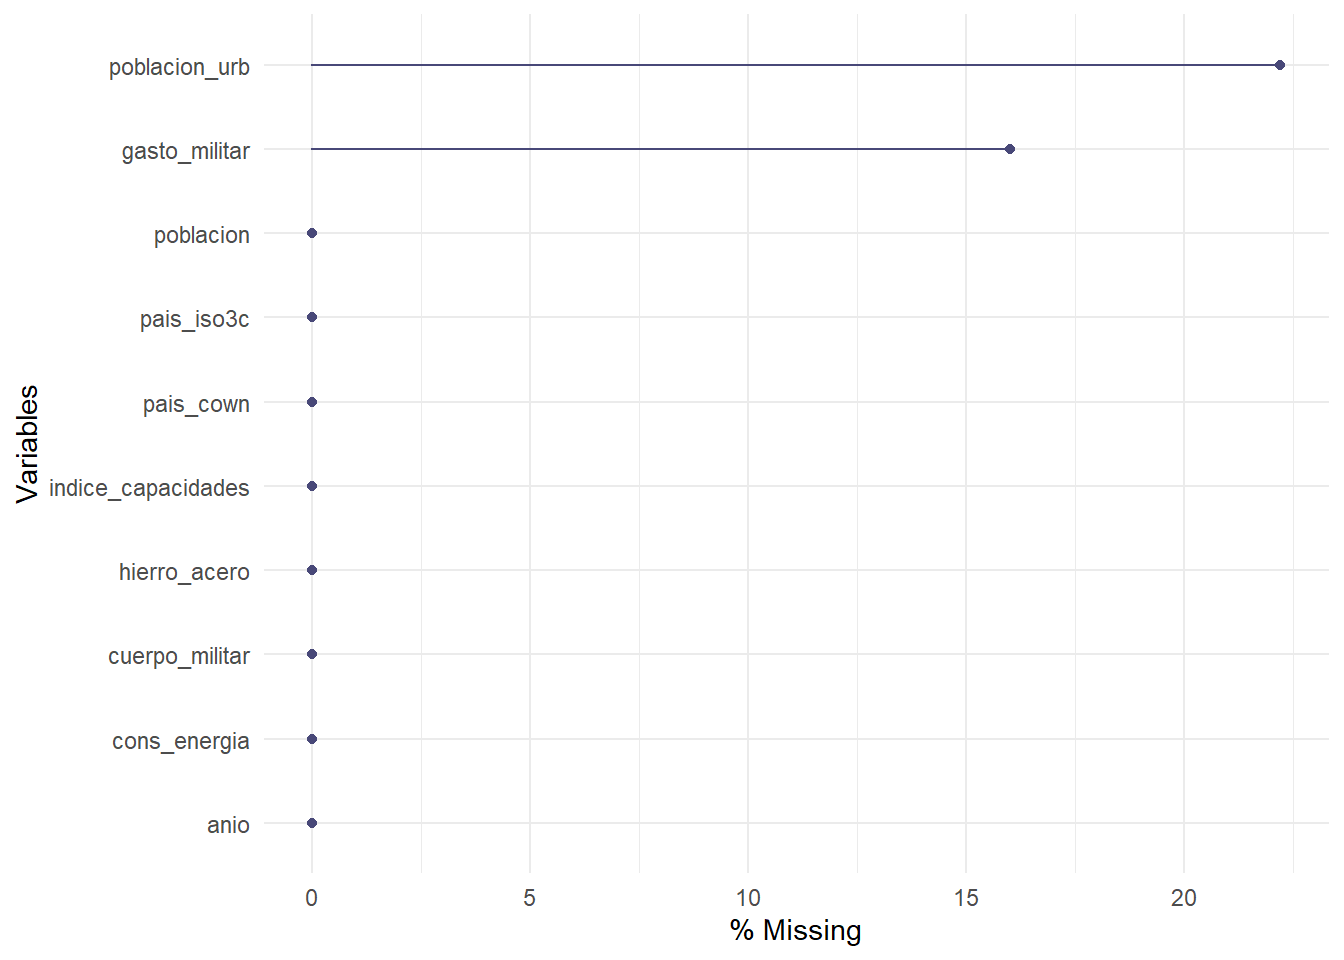 poblacion_urb
gasto_militar
poblacion
pais_iso3c
pais_cown
indice_capacidades
hierro_acero
cuerpo_militar
cons_energia
anio
Variables
0 5 10 15 20
% Missing